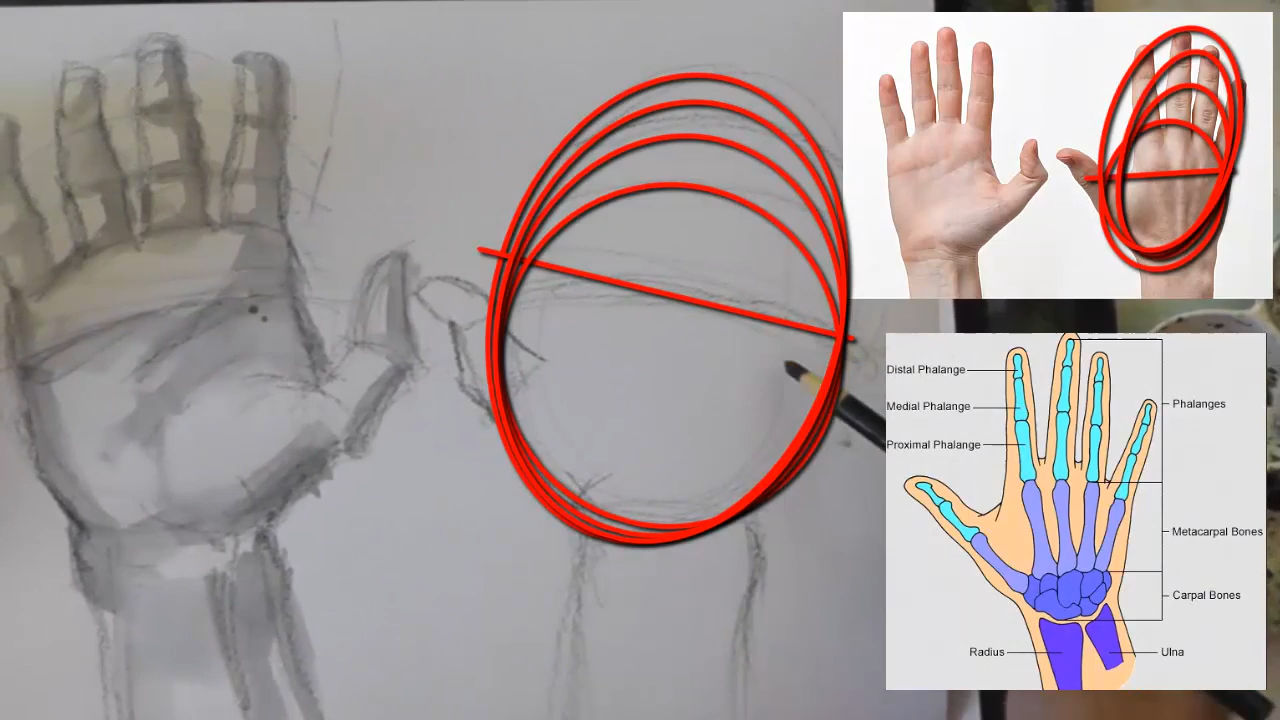 Distal Phalange
Medial Phalange
Phalanges
Proximal Phalange
Metacarpal Bones
Carpal Bones
Radius
Ulna